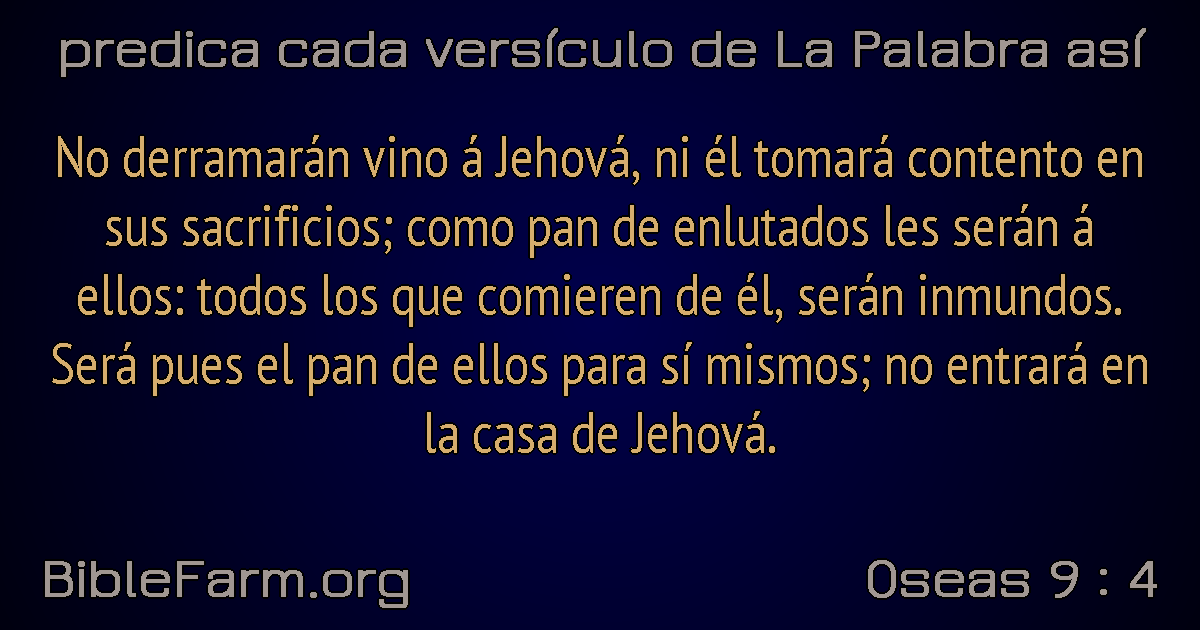 predica cada versículo de La Palabra así
No derramarán vino á Jehová, ni él tomará contento en
sus sacrificios; como pan de enlutados les serán á
ellos: todos los que comieren de él, serán inmundos.
Será pues el pan de ellos para sí mismos; no entrará en
la casa de Jehová.
BibleFarm.org
Oseas 9 : 4